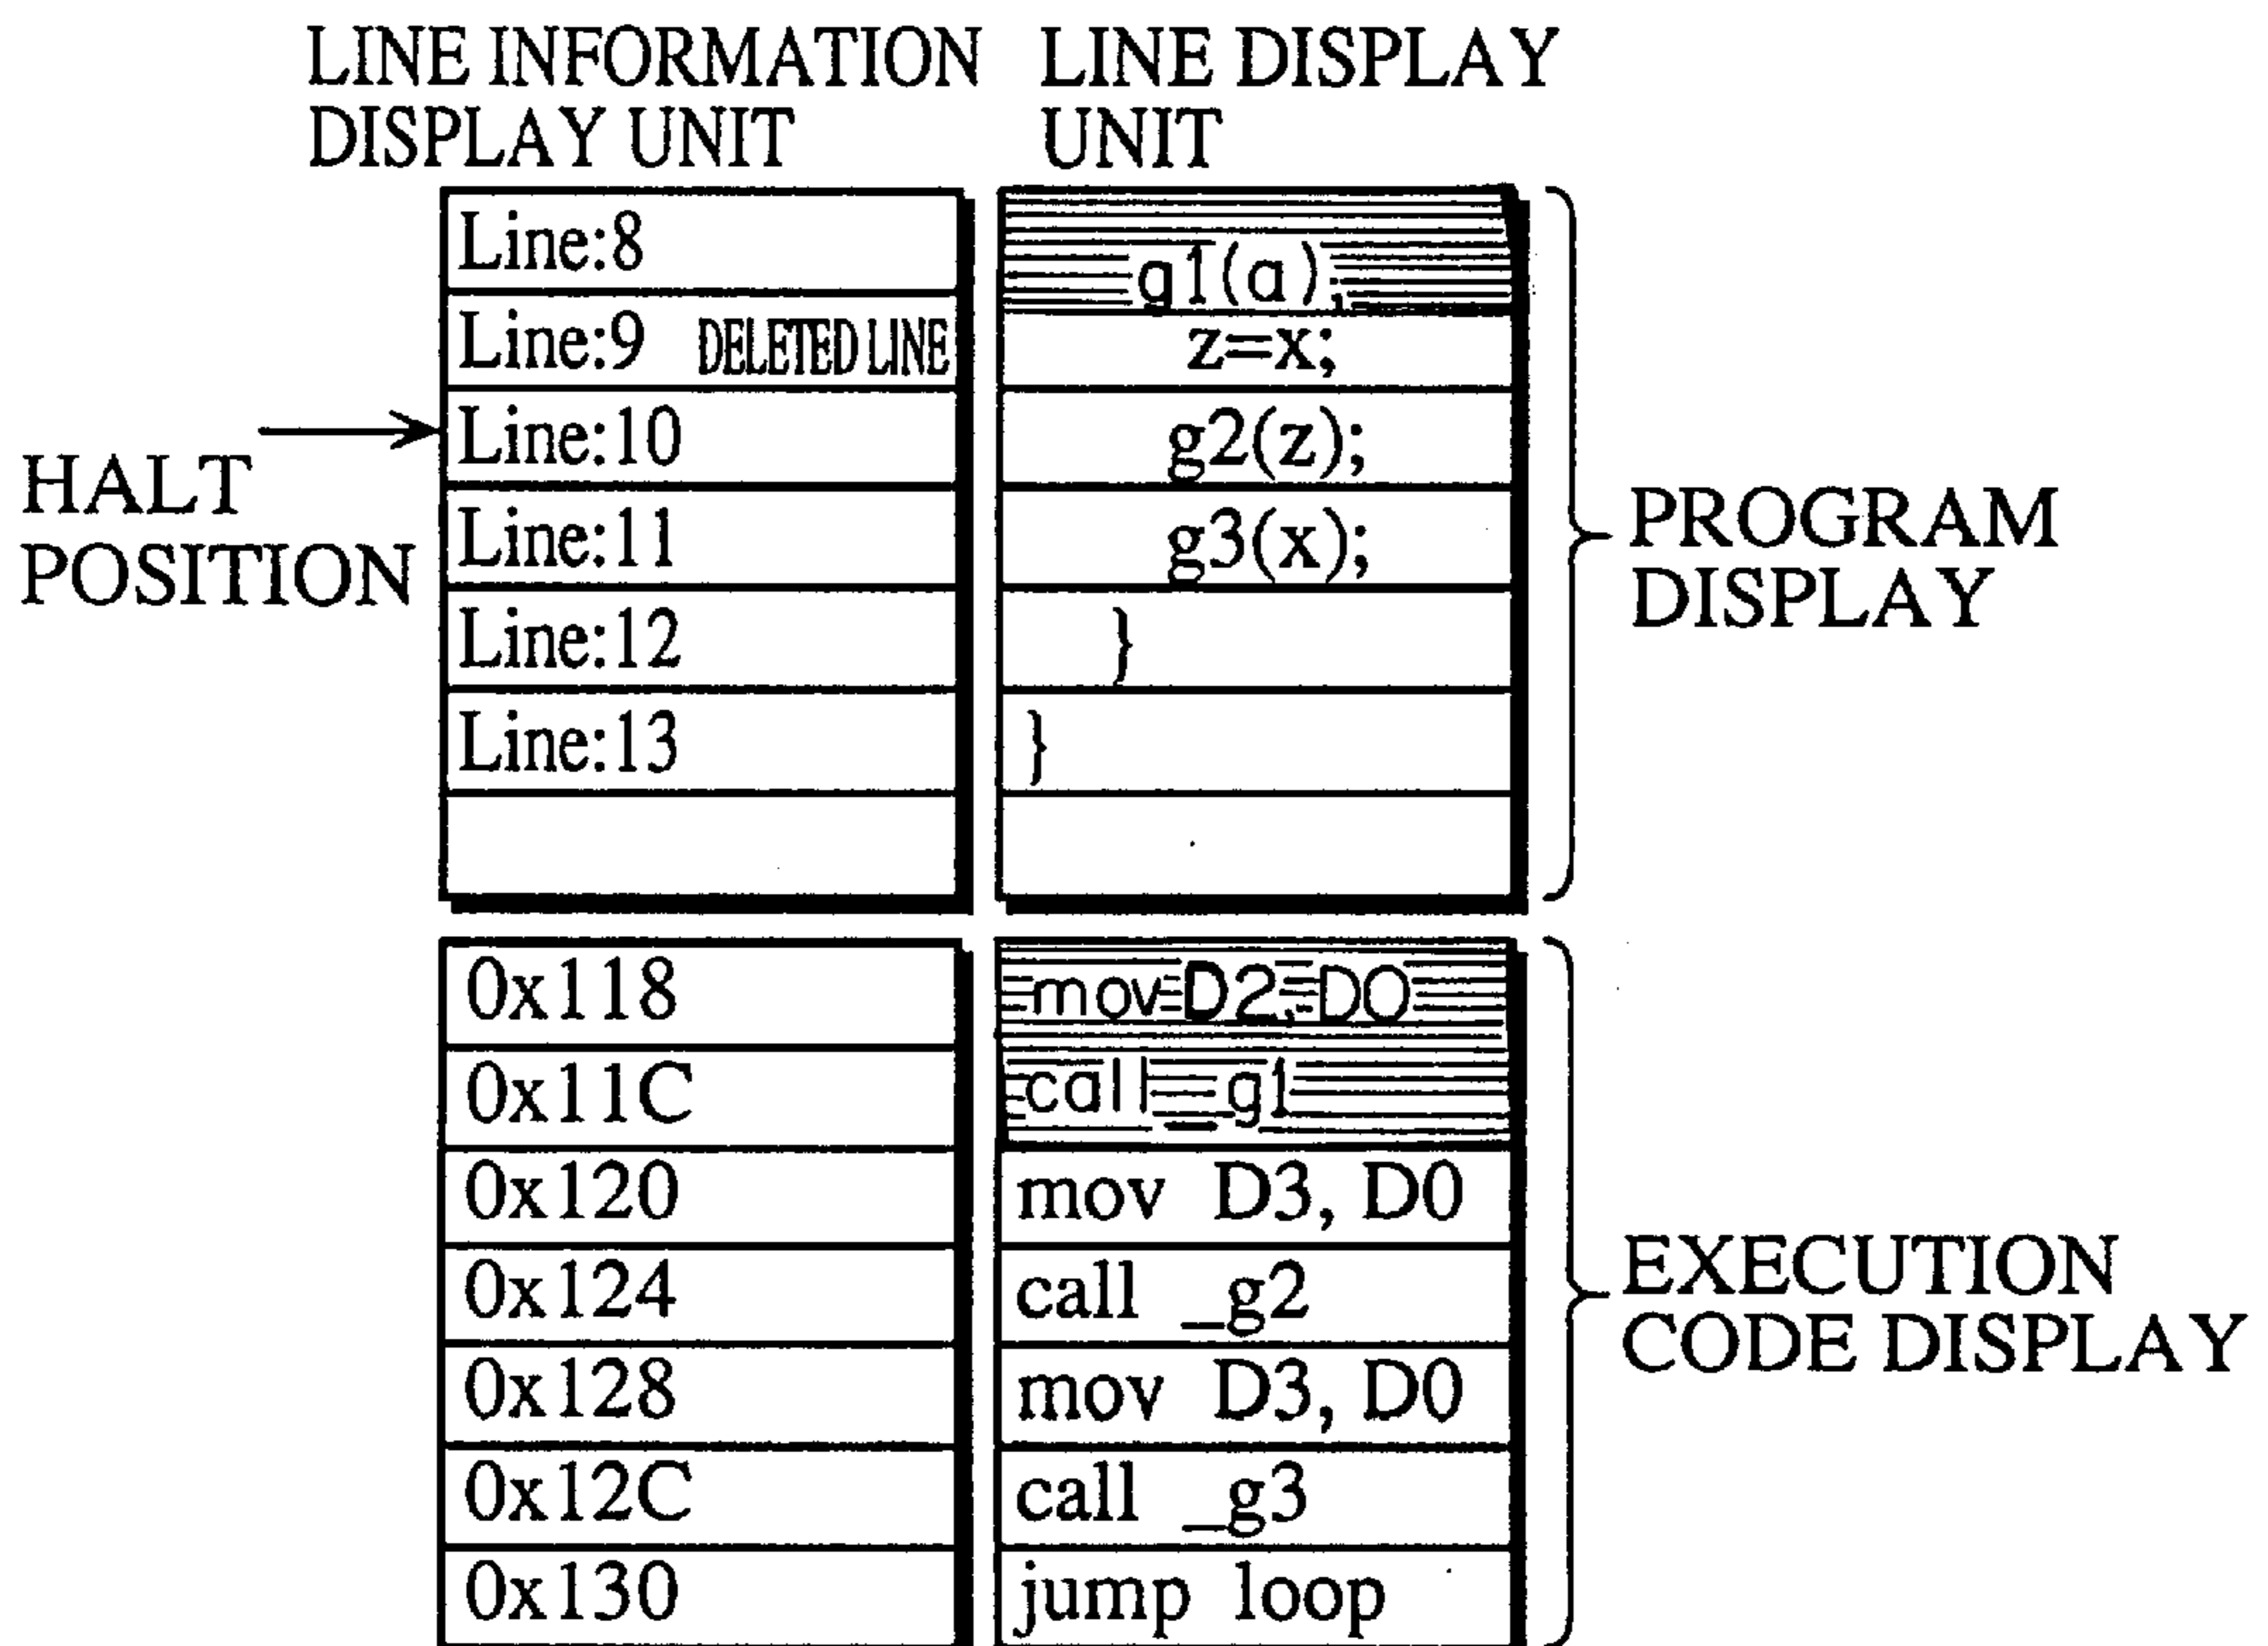 LINE INFORMATION DISPLAY UNIT
LINE DISPLAY UNIT
Line:8 g1(a);
Line:9 DELETED LINE z=x;
Line:10 g2(z);
Line:11 g3(x);
Line:12 }
Line:13 }
HALT POSITION
PROGRAM DISPLAY
0x118 mov D2, D0
0x11C call _g1
0x120 mov D3, D0
0x124 call _g2
0x128 mov D3, D0
0x12C call _g3
0x130 jump loop
EXECUTION CODE DISPLAY